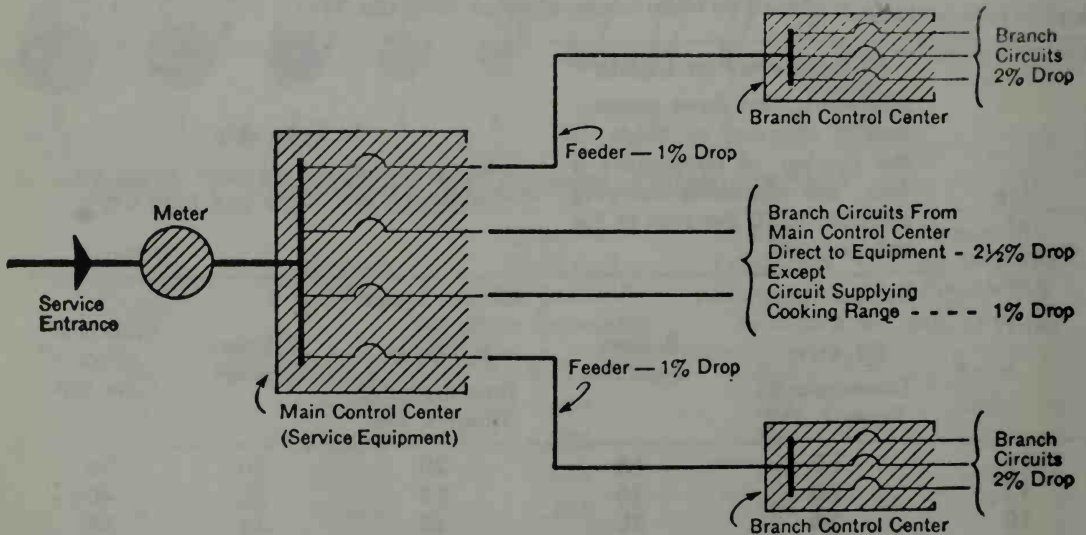 Branch
Circuits
2% Drop
Branch Control Center
Feeder — 1% Drop
Meter
Service
Entrance
Branch Circuits From
Main Control Center
Direct to Equipment - 2½% Drop
Except
Circuit Supplying
Cooking Range - - - - 1% Drop
Feeder — 1% Drop
Main Control Center
(Service Equipment)
Branch
Circuits
2% Drop
Branch Control Center